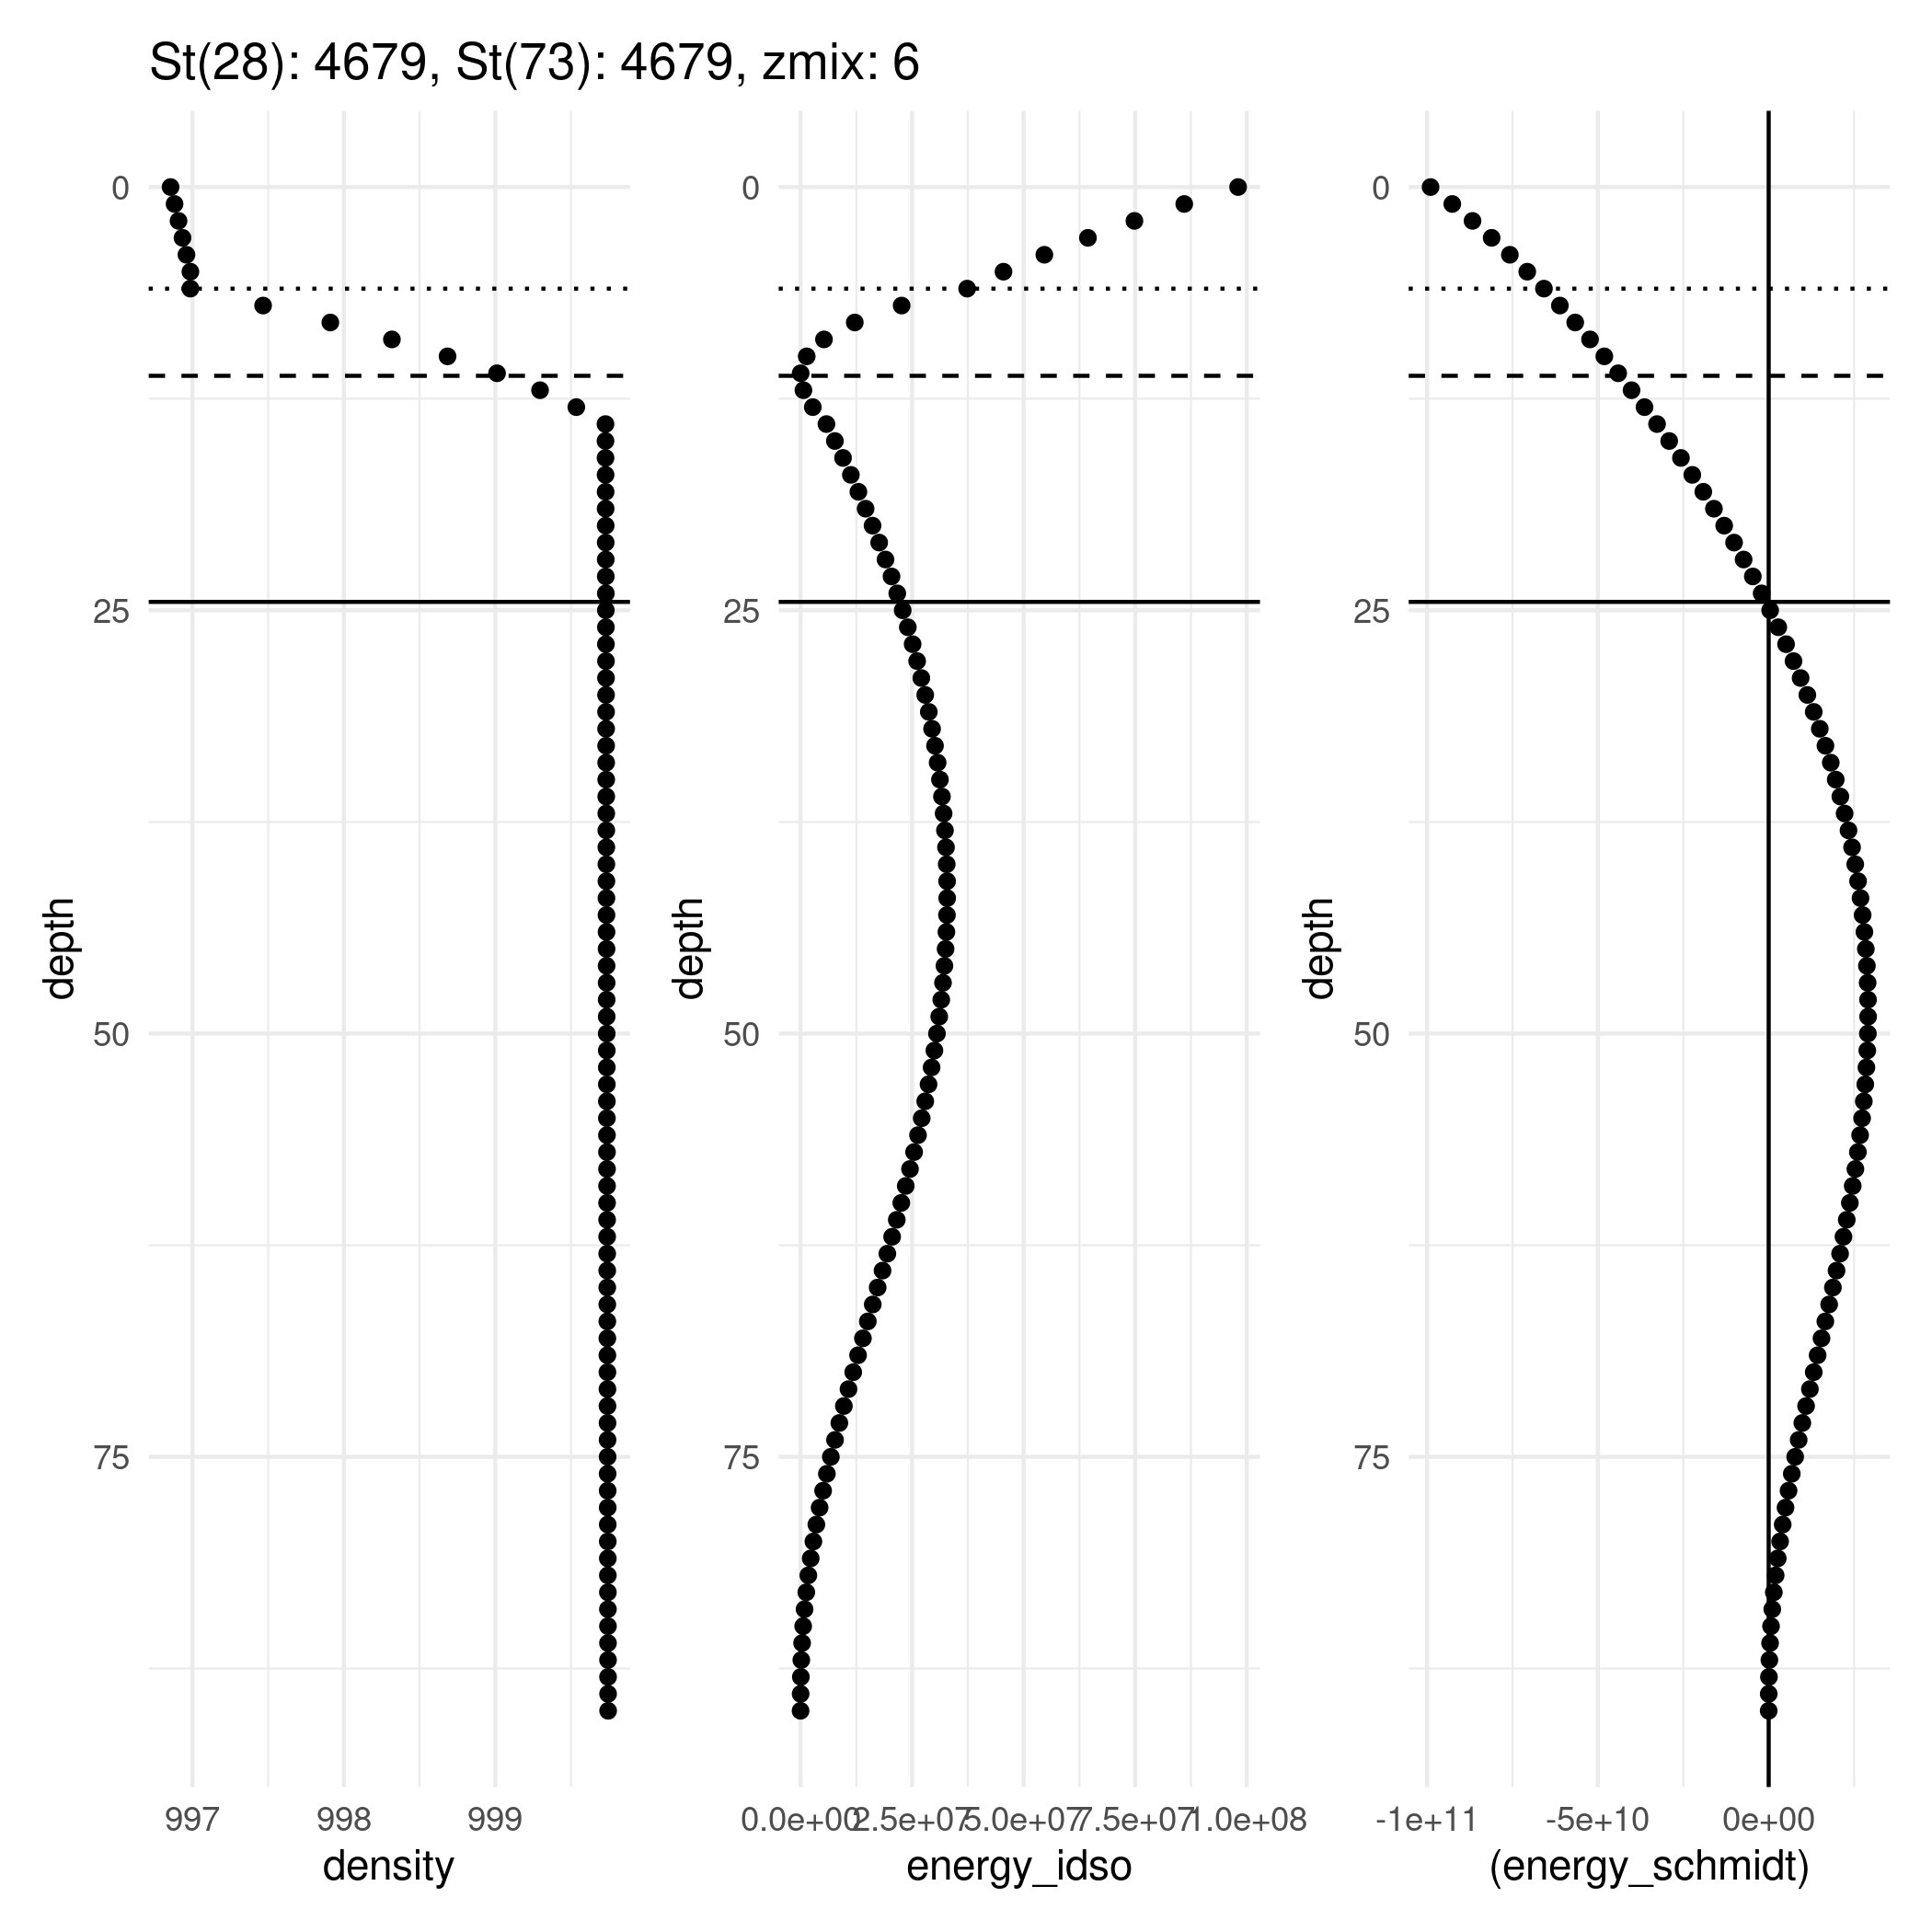 St(28): 4679, St(73): 4679, zmix: 6
0
25
50
75
depth
997 998 999
density
0
25
50
75
depth
0.0e+00 2.5e+07 5.0e+07 7.5e+07 1.0e+08
energy_idso
0
25
50
75
depth
-1e+11 -5e+10 0e+00
(energy_schmidt)